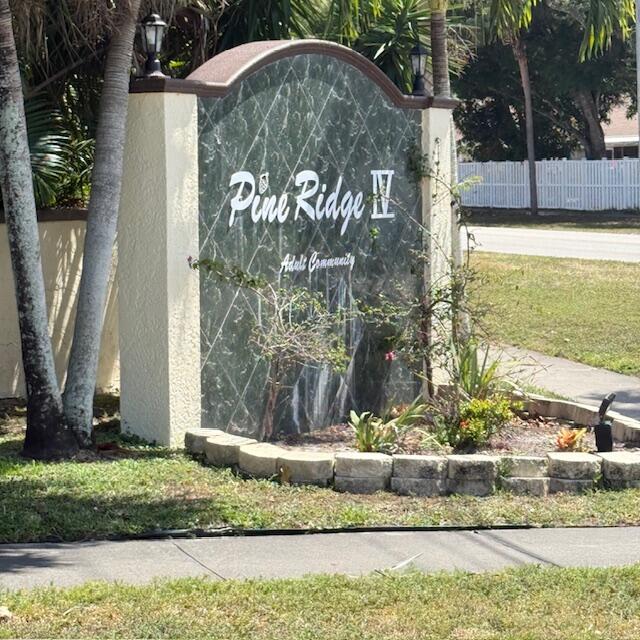 Pine Ridge IV
Adult Community